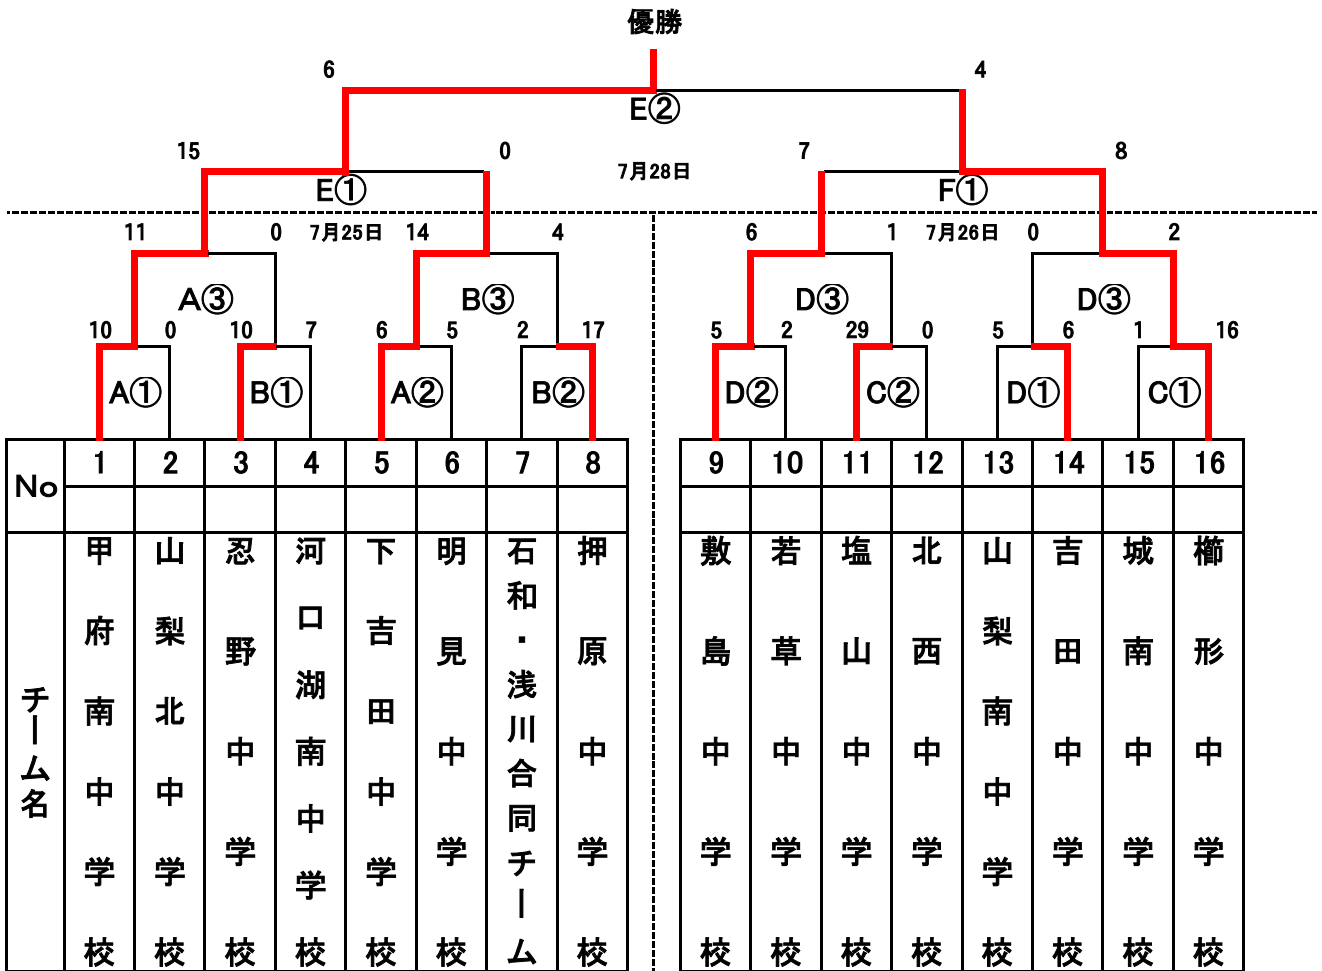 優勝
6 4
E②
15 0 7 8
7月28日
E① F①
11 0 7月25日 14 4 6 1 7月26日 0 2
A③ B③ D③ D③
10 0 10 7 6 5 2 17 5 2 29 0 5 6 1 16
A① B① A② B② D② C② D① C①
No 1 2 3 4 5 6 7 8 9 10 11 12 13 14 15 16
チーム名
甲府南中学校
山梨北中学校
忍野中学校
河口湖南中学校
下吉田中学校
明見中学校
石和・浅川合同チーム
押原中学校
敷島中学校
若草中学校
塩山中学校
北西中学校
山梨南中学校
吉田中学校
城南中学校
櫛形中学校